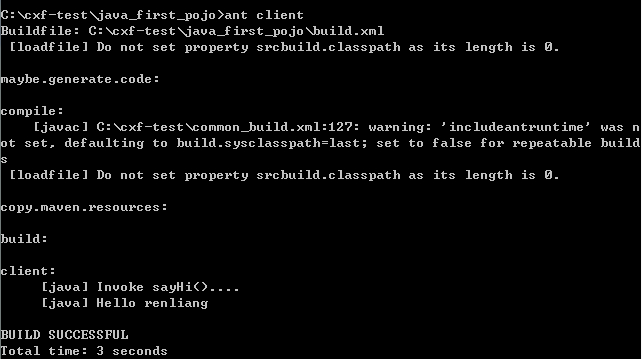 C:\cxf-test\java_first_pojo>ant client
Buildfile: C:\cxf-test\java_first_pojo\build.xml
 [loadfile] Do not set property srcbuild.classpath as its length is 0.
maybe.generate.code:
compile:
    [javac] C:\cxf-test\common_build.xml:127: warning: 'includeantruntime' was n
ot set, defaulting to build.sysclasspath=last; set to false for repeatable build
s
 [loadfile] Do not set property srcbuild.classpath as its length is 0.
copy.maven.resources:
build:
client:
     [java] Invoke sayHi()....
     [java] Hello renliang
BUILD SUCCESSFUL
Total time: 3 seconds